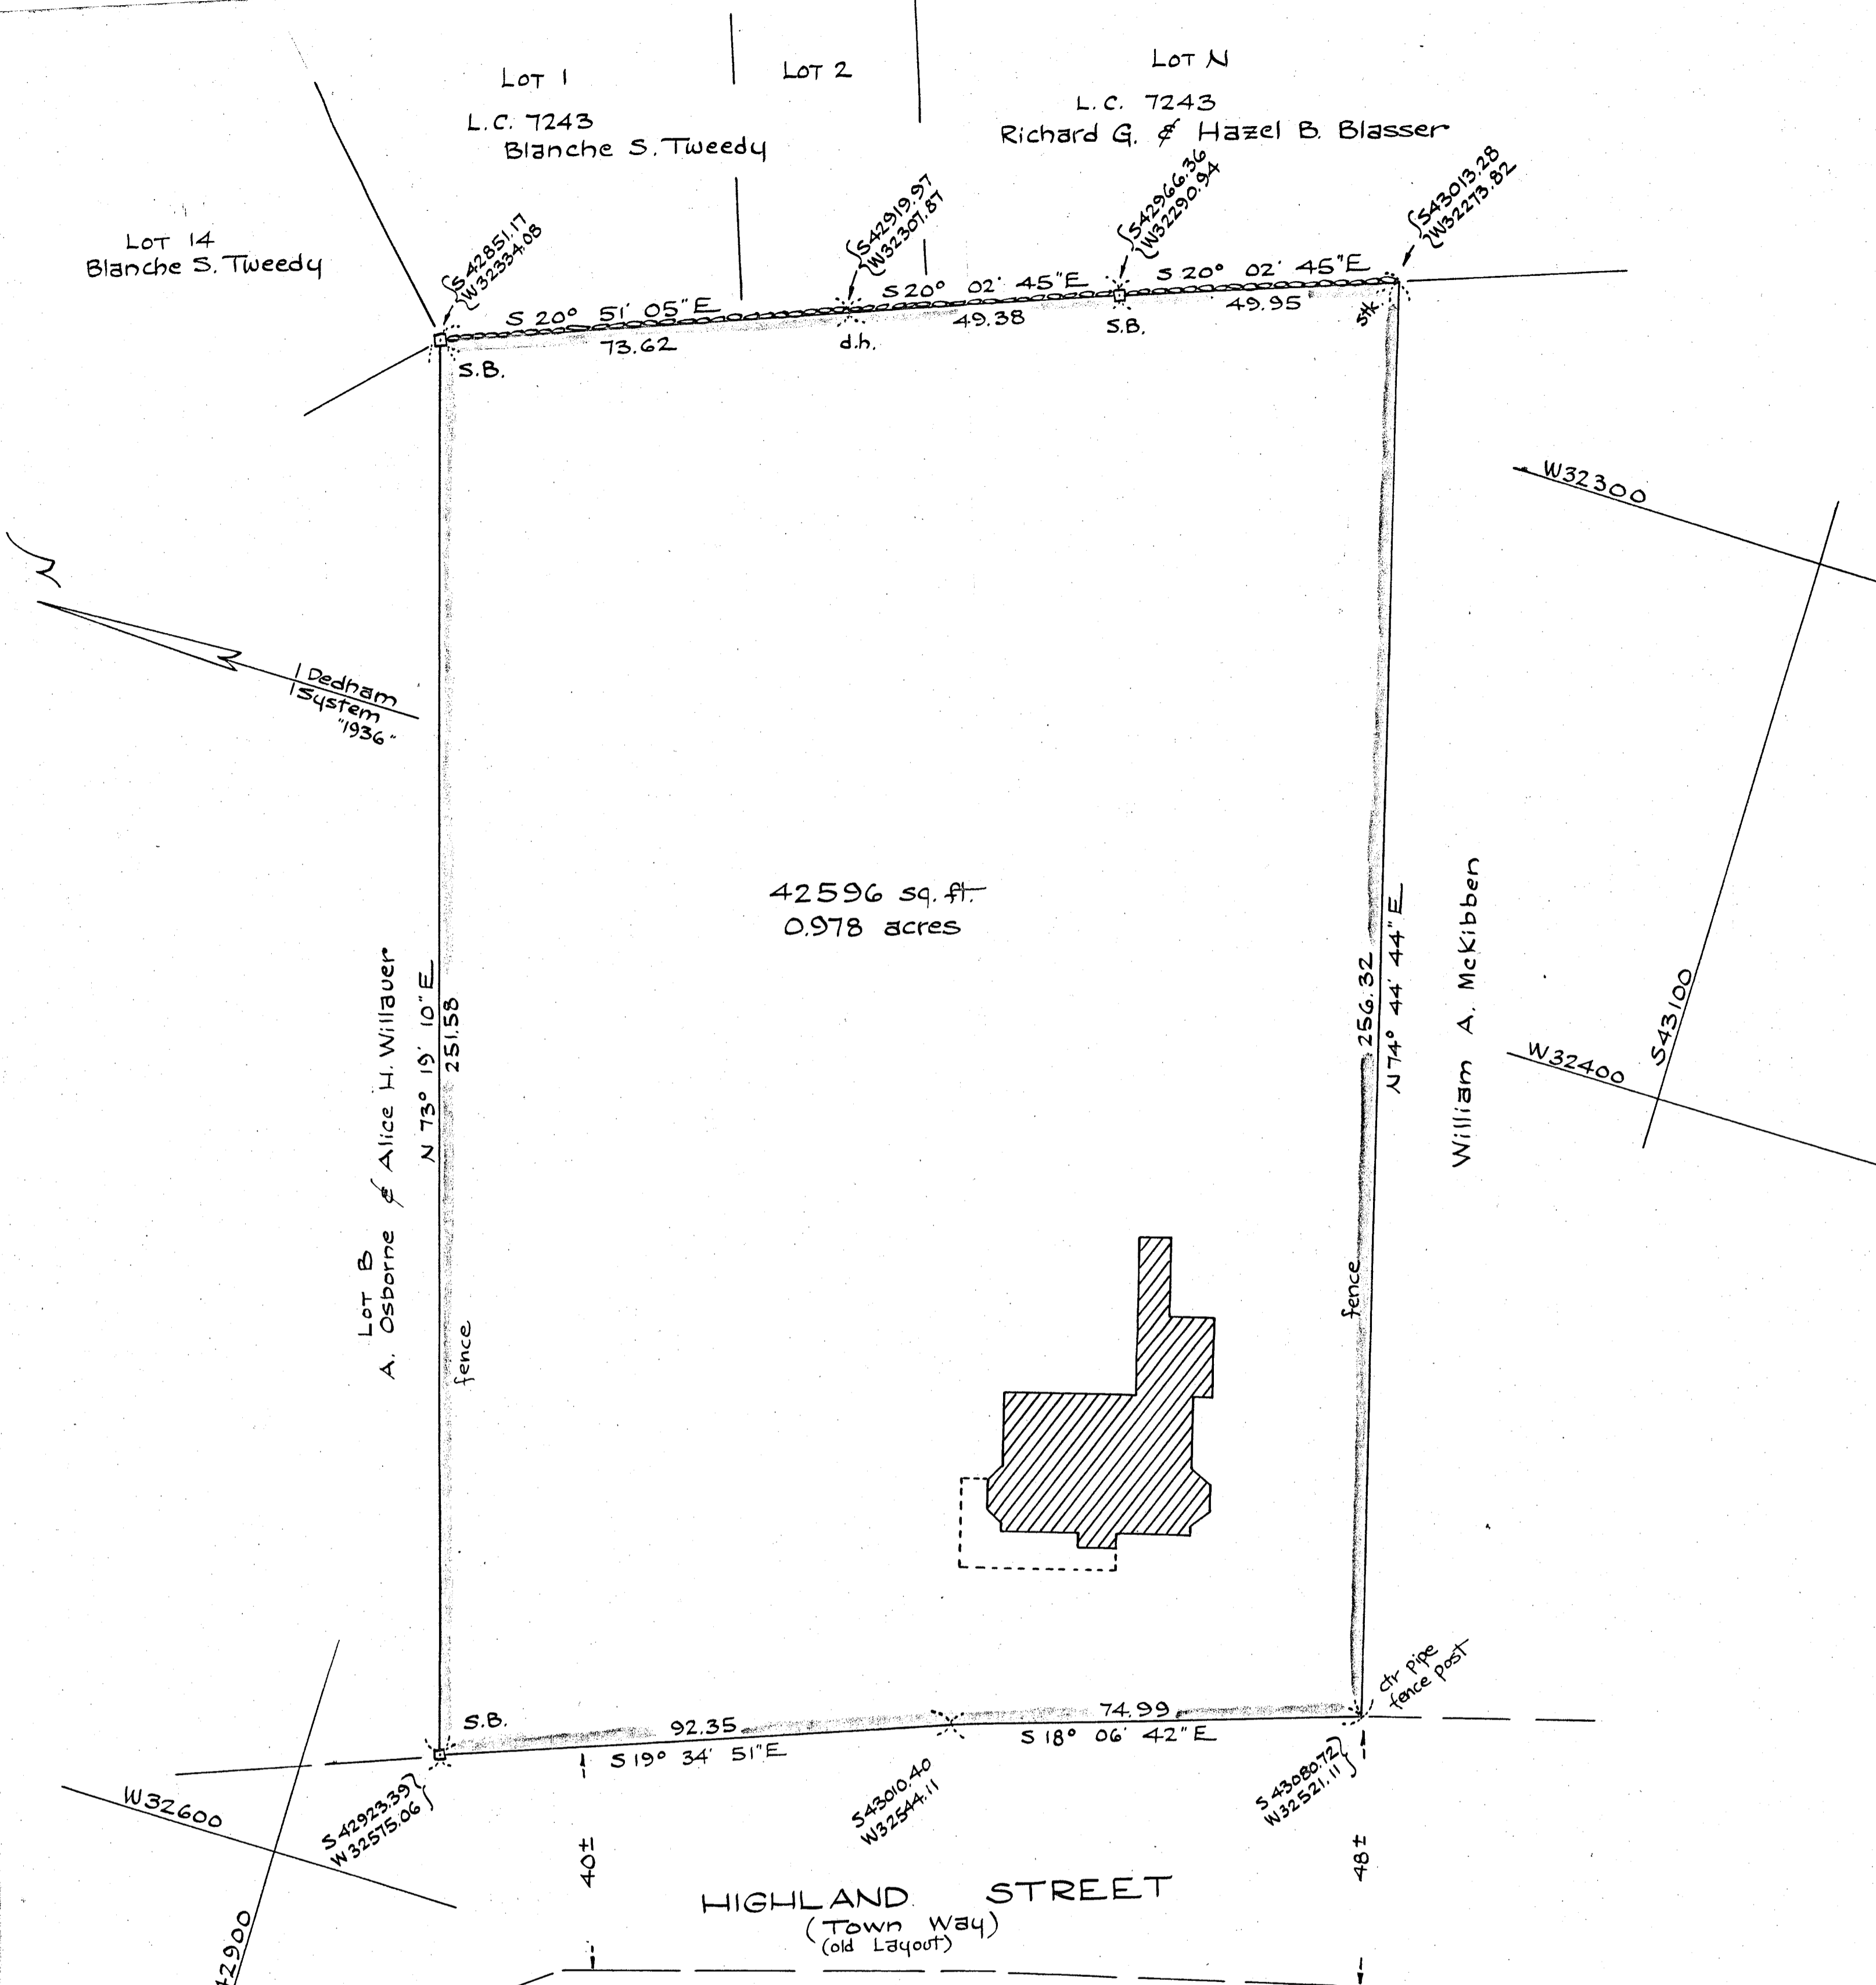 LOT 1
L.C. 7243
Blanche S. Tweedy
LOT 2
LOT N
L.C. 7243
Richard G. & Hazel B. Blasser
LOT 14
Blanche S. Tweedy
S42851.17
W32334.08
S42919.97
W32307.87
S42966.36
W32290.94
S43013.28
W32273.82
S 20° 51' 05"E
73.62
S20° 02' 45"E
49.38
S 20° 02' 45"E
49.95
S.B.
d.h.
S.B.
stk
W32300
Dedham
System
"1936"
42596 sq. ft.
0.978 acres
LOT B
A. Osborne & Alice H. Willauer
N 73° 19' 10"E
251.58
fence
256.32
N74° 44' 44"E
fence
William A. McKibben
S43100
W32400
ctr pipe
fence post
S.B.
92.35
S19° 34' 51"E
74.99
S18° 06' 42"E
S42923.39
W32575.06
S43010.40
W32544.11
S43080.72
W32521.11
W32600
42900
40±
48±
HIGHLAND STREET
(Town Way)
(old Layout)